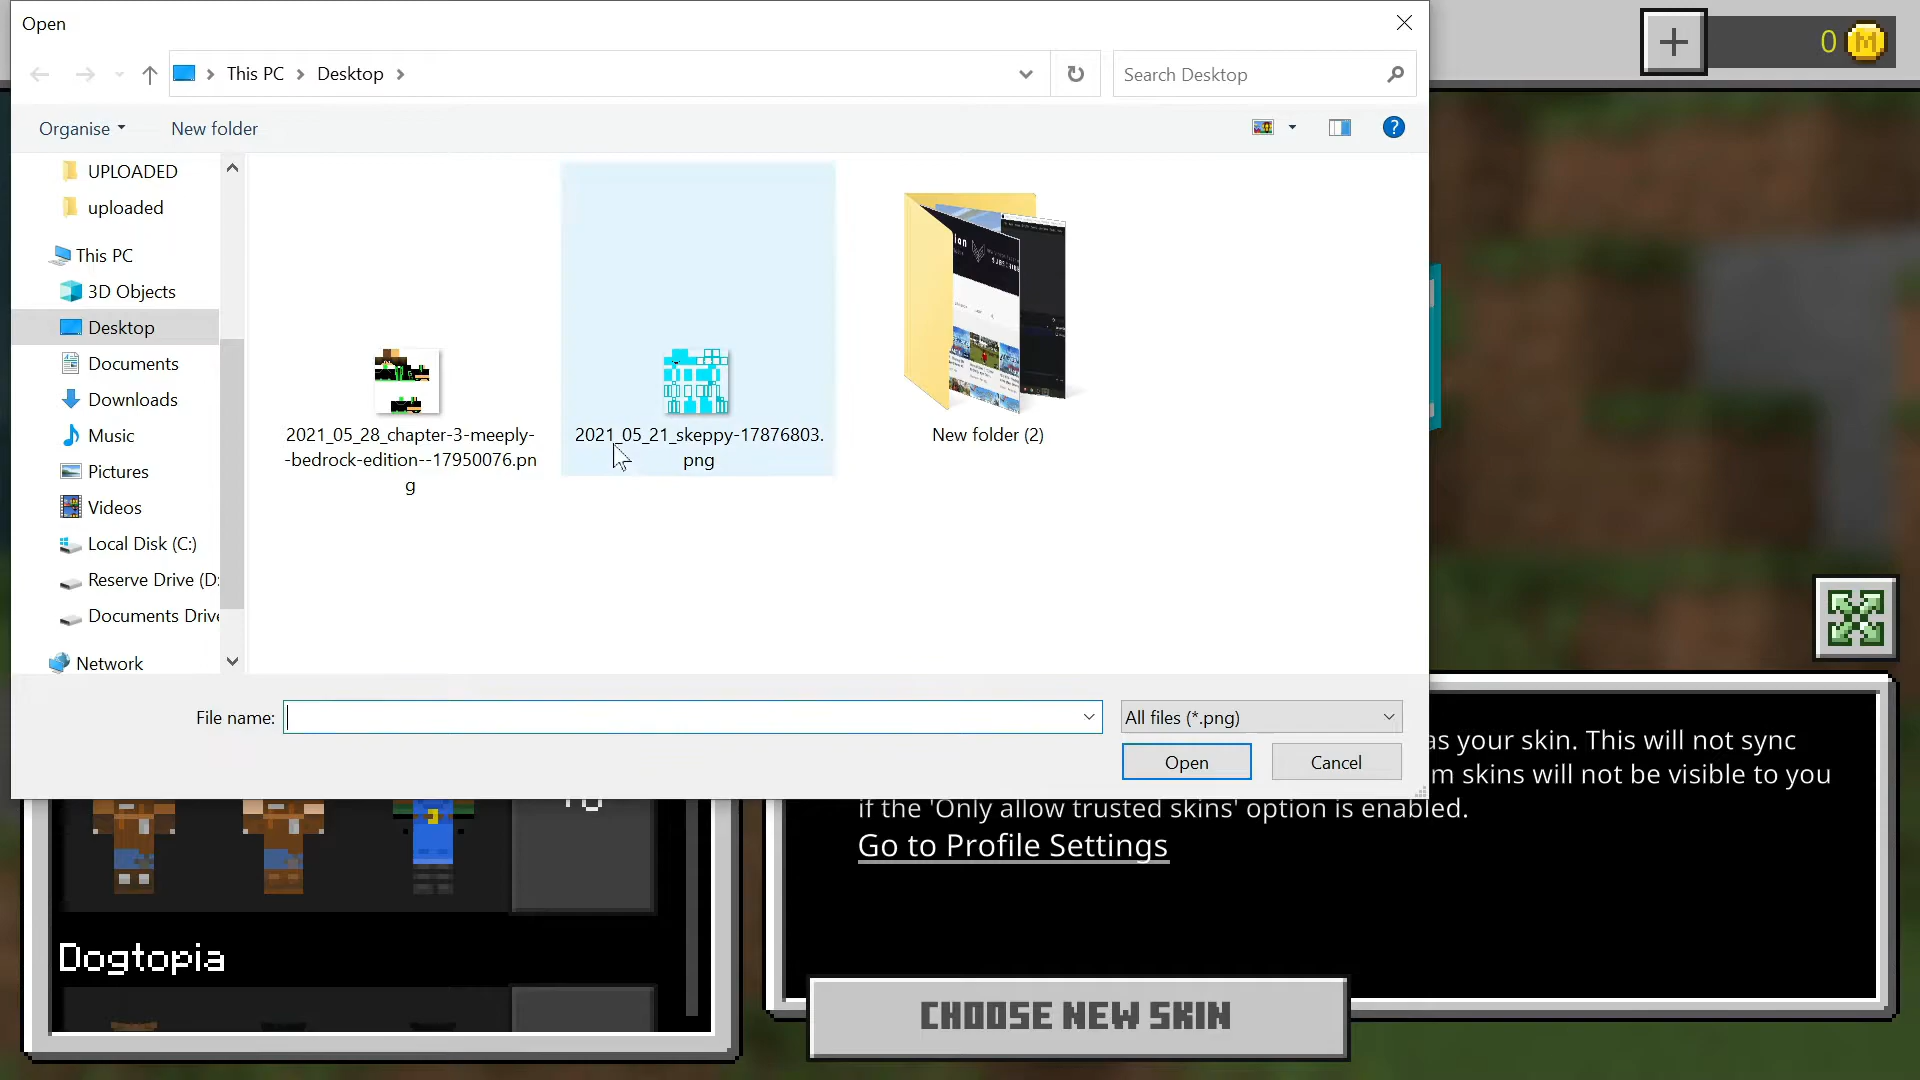 Open
0
This PC
Desktop
Search Desktop
Organise
New folder
UPLOADED
uploaded
This PC
3D Objects
Desktop
Documents
Downloads
Music
Pictures
Videos
Local Disk (C:)
Reserve Drive (D:
Documents Drive
Network
2021_05_28_chapter-3-meeply-
-bedrock-edition--17950076.pn
g
2021_05_21_skeppy-17876803.
png
New folder (2)
File name:
All files (*.png)
Open
Cancel
as your skin. This will not sync
m skins will not be visible to you
if the 'Only allow trusted skins' option is enabled.
Go to Profile Settings
Dogtopia
CHOOSE NEW SKIN